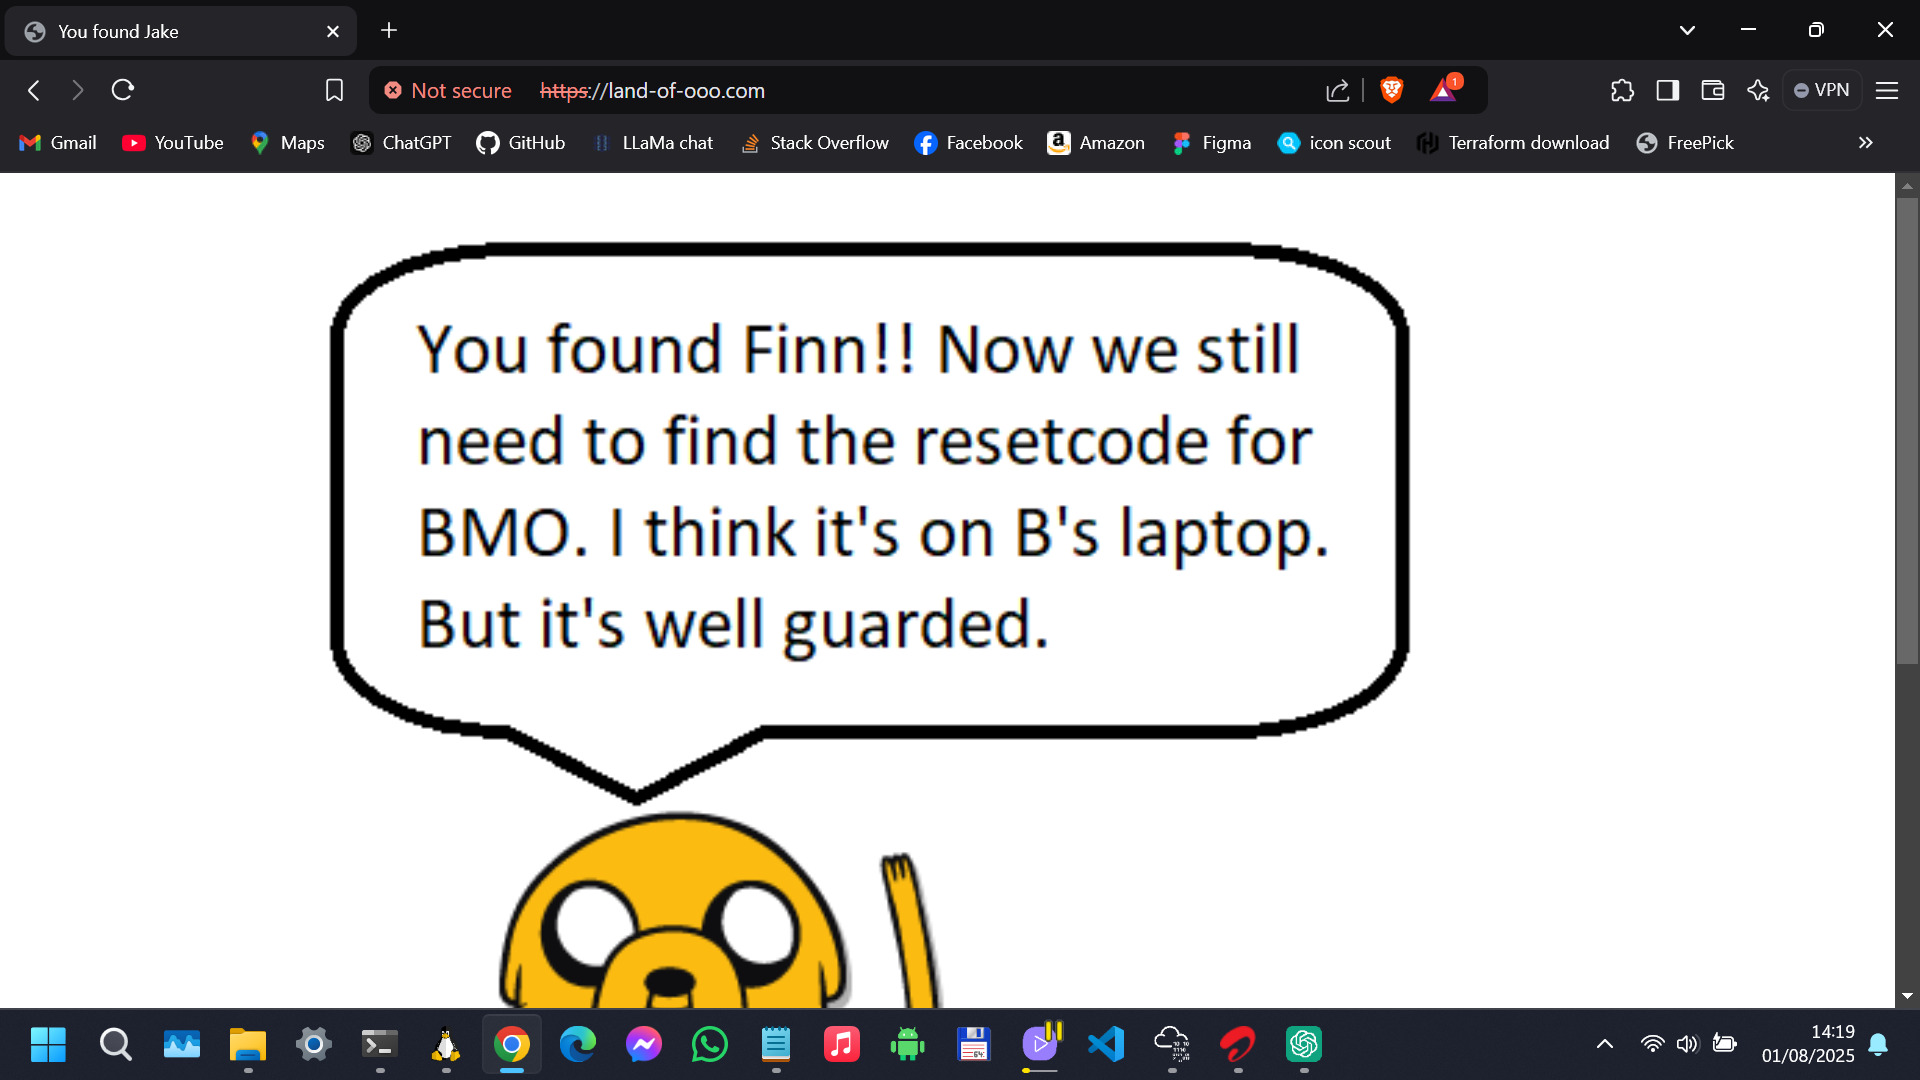 You found Jake
Not secure https://land-of-ooo.com
1
VPN
Gmail YouTube Maps ChatGPT GitHub LLaMa chat Stack Overflow Facebook Amazon Figma icon scout Terraform download FreePick
You found Finn!! Now we still
need to find the resetcode for
BMO. I think it's on B's laptop.
But it's well guarded.
14:19
01/08/2025